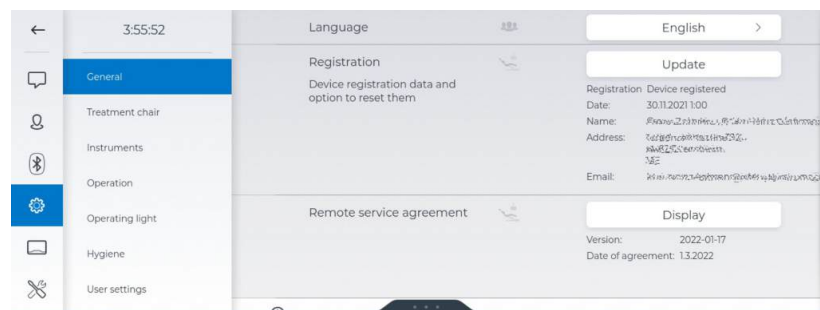 3:55:52
General
Treatment chair
Instruments
Operation
Operating light
Hygiene
User settings
Language
English
Registration
Device registration data and
option to reset them
Update
Registration Device registered
Date: 30.11.2021 1:00
Name:
Address:
Email:
Remote service agreement
Display
Version: 2022-01-17
Date of agreement: 1.3.2022